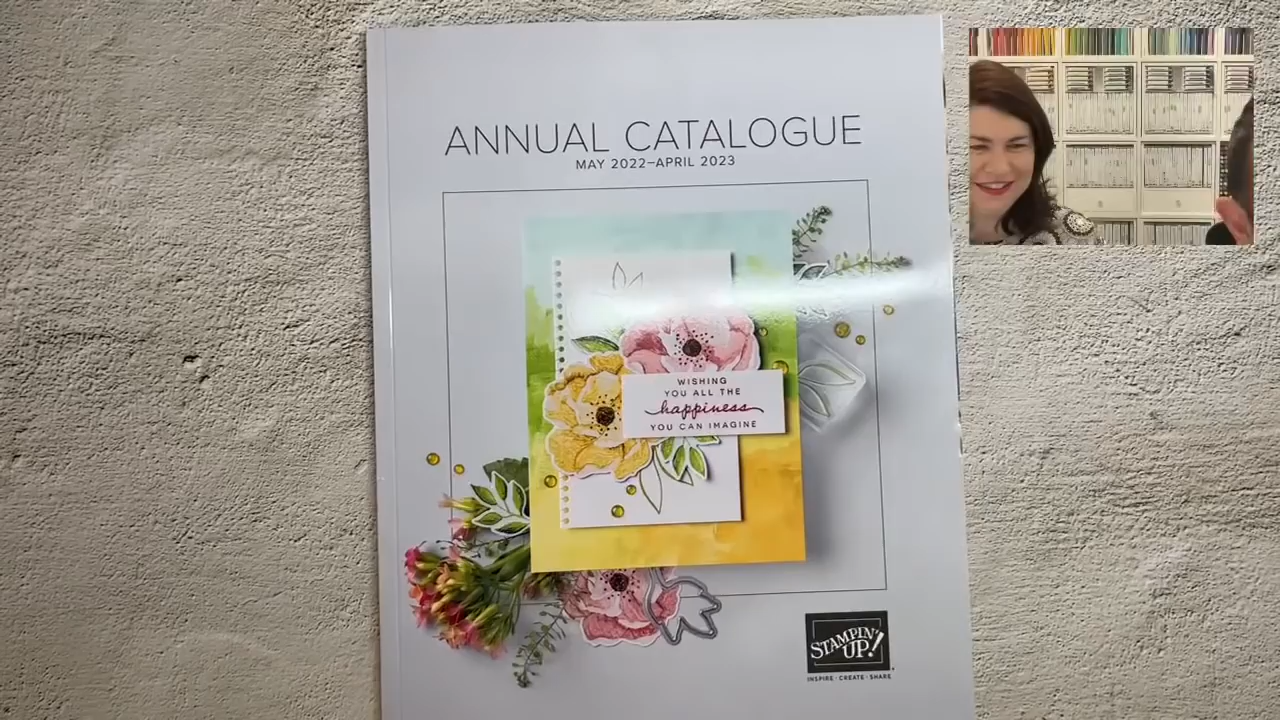 ANNUAL CATALOGUE
MAY 2022–APRIL 2023
WISHING
YOU ALL THE
happiness
YOU CAN IMAGINE
STAMPIN'
UP!
INSPIRE · CREATE · SHARE